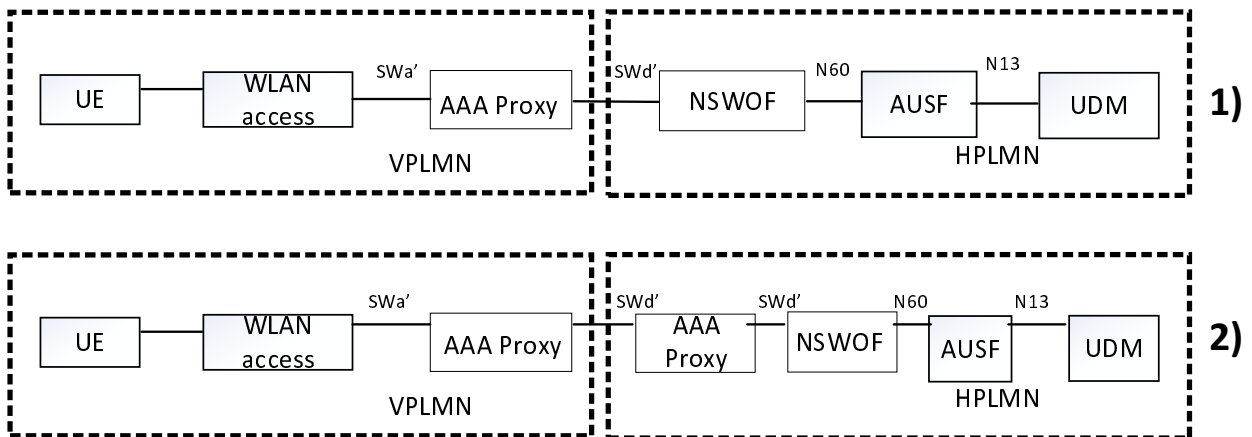 SWa’ SWd’ N60 N13
UE WLAN access AAA Proxy NSWOF AUSF UDM 1)
VPLMN HPLMN
SWa’ SWd’ SWd’ N60 N13
UE WLAN access AAA Proxy AAA Proxy NSWOF AUSF UDM 2)
VPLMN HPLMN